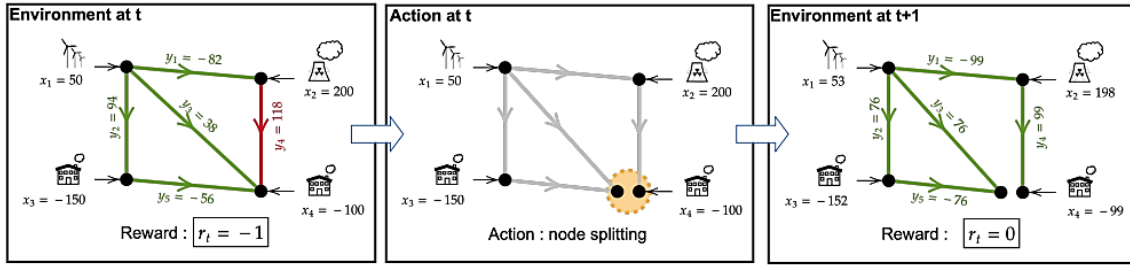 Environment at t
y₁ = −82
x₁ = 50
x₂ = 200
y₂ = 94
y₃ = 38
y₄ = 118
x₃ = −150
y₅ = −56
x₄ = −100
Reward : rₜ = −1
Action at t
x₁ = 50
x₂ = 200
x₃ = −150
x₄ = −100
Action : node splitting
Environment at t+1
y₁ = −99
x₁ = 53
x₂ = 198
y₂ = 76
y₃ = 76
y₄ = 99
x₃ = −152
y₅ = −76
x₄ = −99
Reward : rₜ = 0